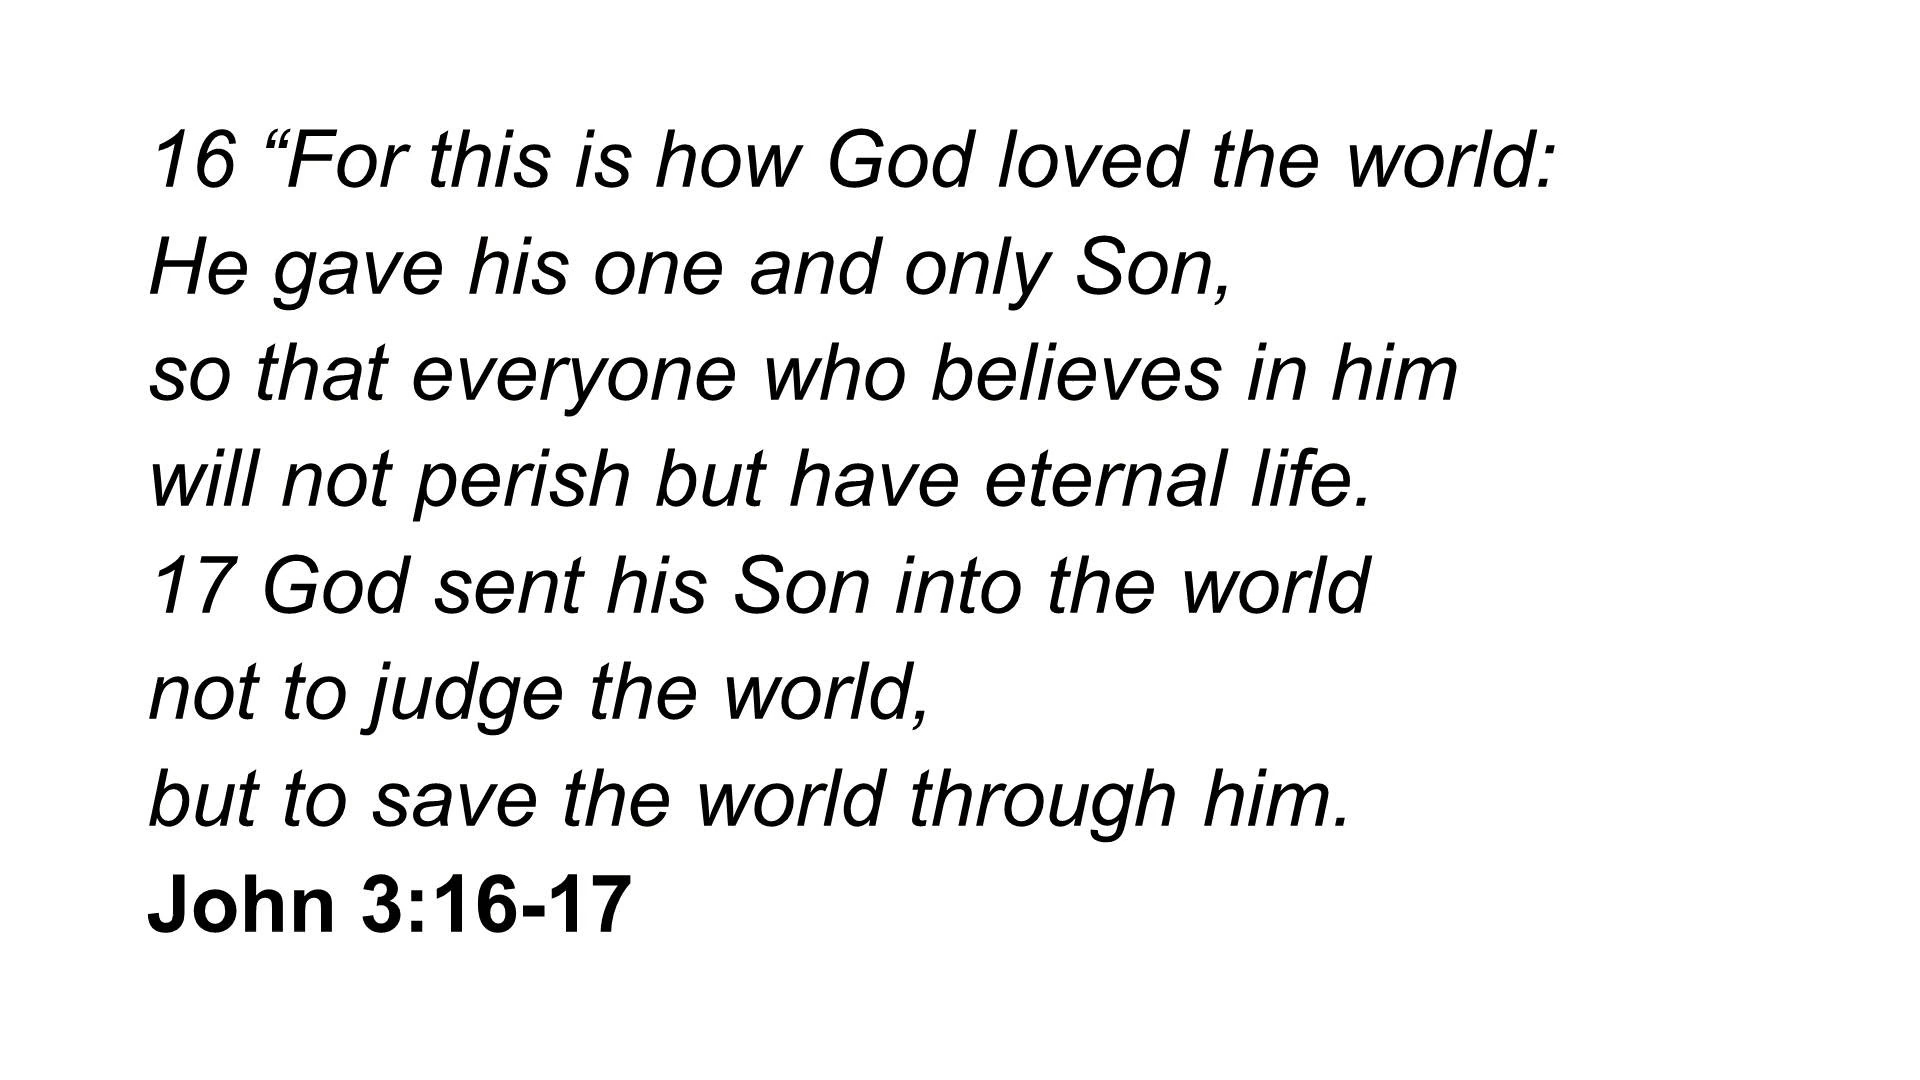 16 “For this is how God loved the world:
He gave his one and only Son,
so that everyone who believes in him
will not perish but have eternal life.
17 God sent his Son into the world
not to judge the world,
but to save the world through him.
John 3:16-17